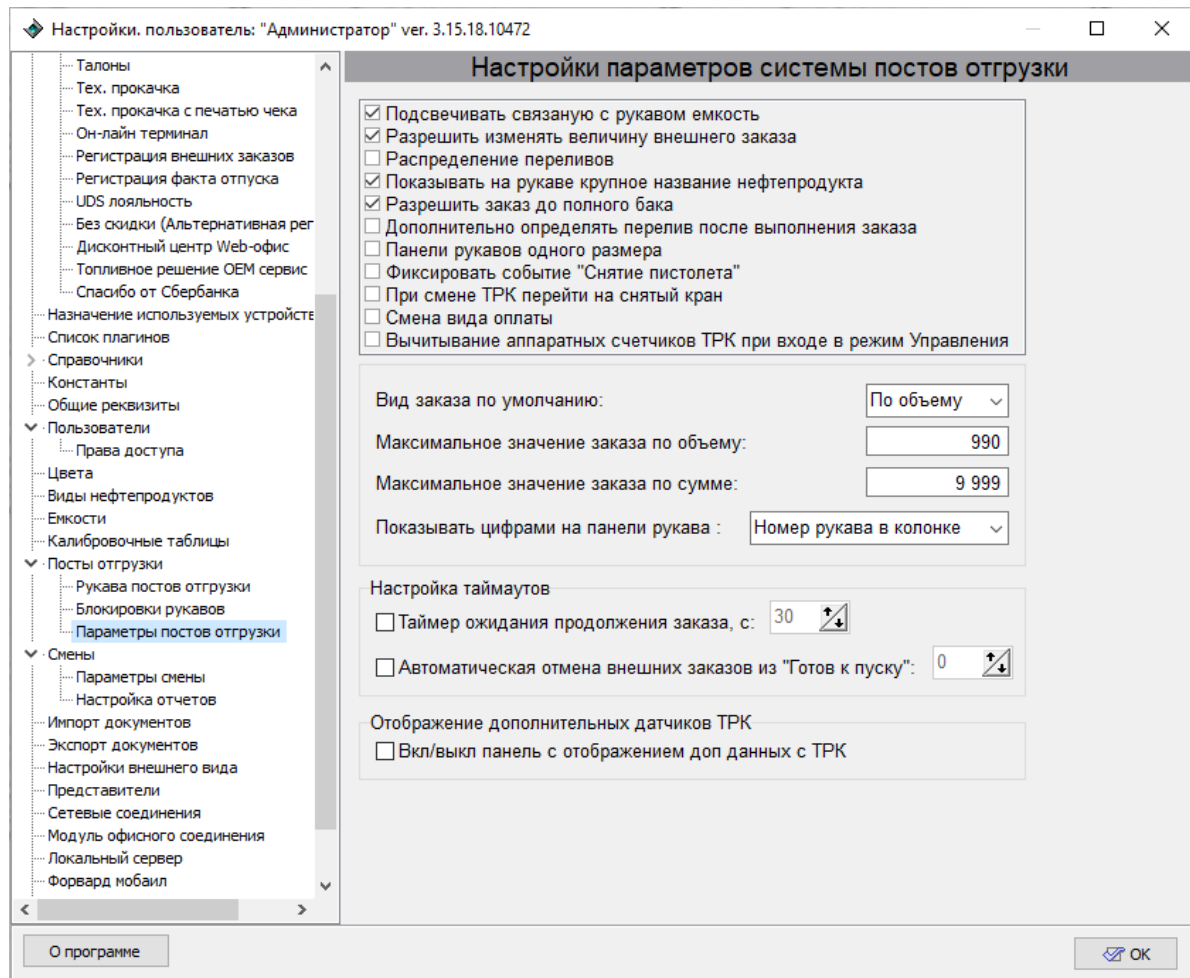 Настройки. пользователь: "Администратор" ver. 3.15.18.10472
Талоны
Тех. прокачка
Тех. прокачка с печатью чека
Он-лайн терминал
Регистрация внешних заказов
Регистрация факта отпуска
UDS лояльность
Без скидки (Альтернативная рег
Дисконтный центр Web-офис
Топливное решение OEM сервис
Спасибо от Сбербанка
Назначение используемых устройств
Список плагинов
Справочники
Константы
Общие реквизиты
Пользователи
Права доступа
Цвета
Виды нефтепродуктов
Емкости
Калибровочные таблицы
Посты отгрузки
Рукава постов отгрузки
Блокировки рукавов
Параметры постов отгрузки
Смены
Параметры смены
Настройка отчетов
Импорт документов
Экспорт документов
Настройки внешнего вида
Представители
Сетевые соединения
Модуль офисного соединения
Локальный сервер
Форвард мобаил
Настройки параметров системы постов отгрузки
Подсвечивать связаную с рукавом емкость
Разрешить изменять величину внешнего заказа
Распределение переливов
Показывать на рукаве крупное название нефтепродукта
Разрешить заказ до полного бака
Дополнительно определять перелив после выполнения заказа
Панели рукавов одного размера
Фиксировать событие "Снятие пистолета"
При смене ТРК перейти на снятый кран
Смена вида оплаты
Вычитывание аппаратных счетчиков ТРК при входе в режим Управления
Вид заказа по умолчанию: По объему
Максимальное значение заказа по объему: 990
Максимальное значение заказа по сумме: 9 999
Показывать цифрами на панели рукава : Номер рукава в колонке
Настройка таймаутов
Таймер ожидания продолжения заказа, с: 30
Автоматическая отмена внешних заказов из "Готов к пуску": 0
Отображение дополнительных датчиков ТРК
Вкл/выкл панель с отображением доп данных с ТРК
О программе
OK